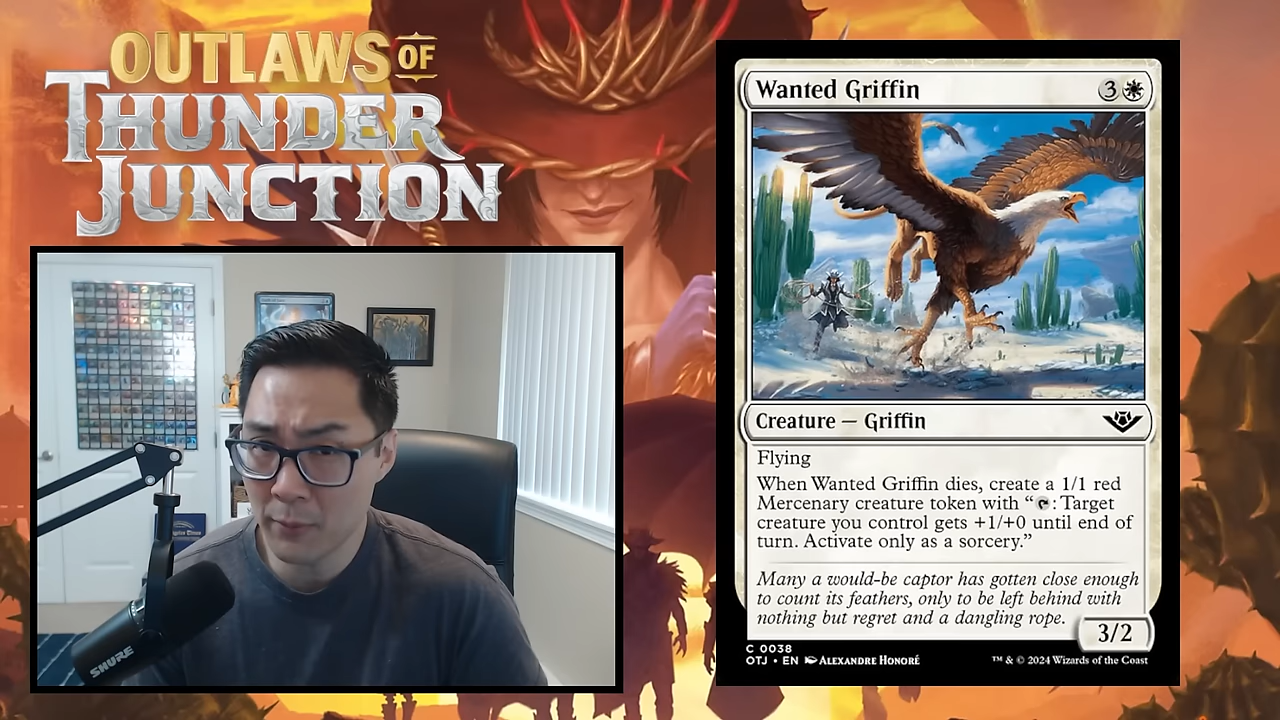 OUTLAWS OF
THUNDER
JUNCTION
Wanted Griffin
3
Creature — Griffin
Flying
When Wanted Griffin dies, create a 1/1 red
Mercenary creature token with “: Target
creature you control gets +1/+0 until end of
turn. Activate only as a sorcery.”
Many a would-be captor has gotten close enough
to count its feathers, only to be left behind with
nothing but regret and a dangling rope.
3/2
C 0038
OTJ • EN ALEXANDRE HONORÉ
™ & © 2024 Wizards of the Coast
SHURE